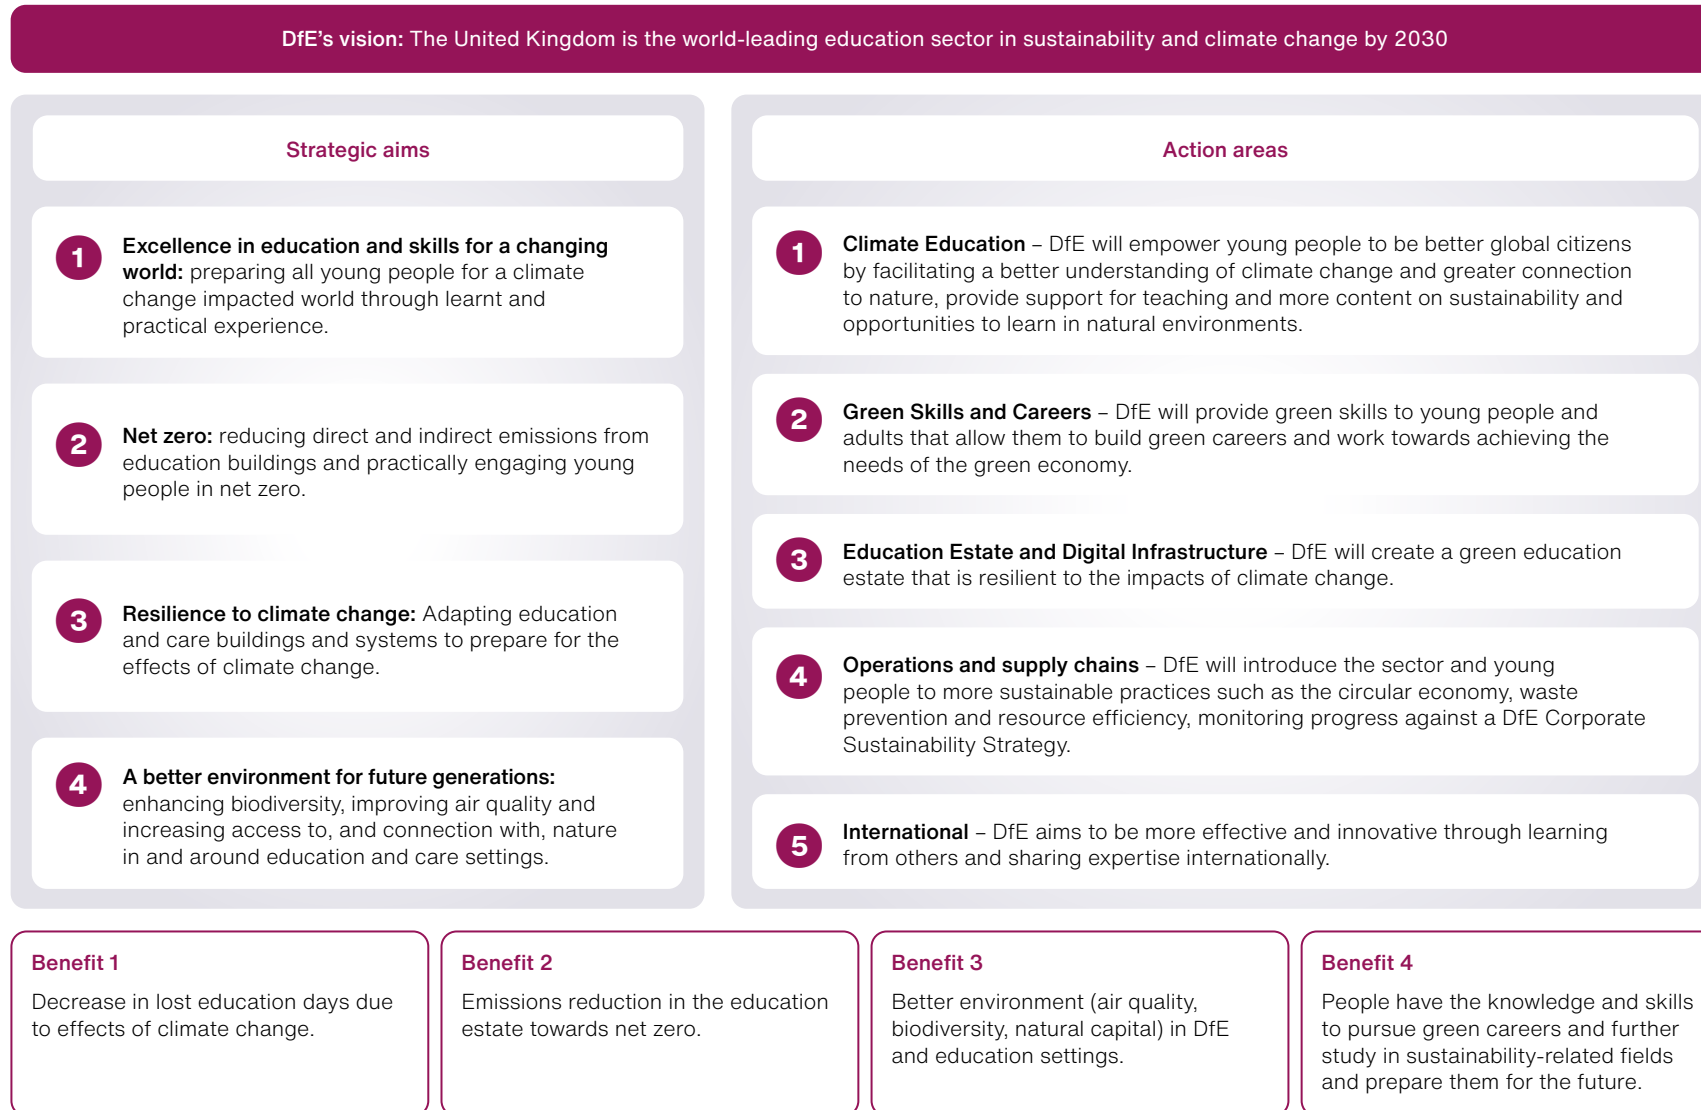 DfE’s vision: The United Kingdom is the world-leading education sector in sustainability and climate change by 2030
Strategic aims
1
Excellence in education and skills for a changing
world: preparing all young people for a climate
change impacted world through learnt and
practical experience.
2
Net zero: reducing direct and indirect emissions from
education buildings and practically engaging young
people in net zero.
3
Resilience to climate change: Adapting education
and care buildings and systems to prepare for the
effects of climate change.
4
A better environment for future generations:
enhancing biodiversity, improving air quality and
increasing access to, and connection with, nature
in and around education and care settings.
Action areas
1
Climate Education – DfE will empower young people to be better global citizens
by facilitating a better understanding of climate change and greater connection
to nature, provide support for teaching and more content on sustainability and
opportunities to learn in natural environments.
2
Green Skills and Careers – DfE will provide green skills to young people and
adults that allow them to build green careers and work towards achieving the
needs of the green economy.
3
Education Estate and Digital Infrastructure – DfE will create a green education
estate that is resilient to the impacts of climate change.
4
Operations and supply chains – DfE will introduce the sector and young
people to more sustainable practices such as the circular economy, waste
prevention and resource efficiency, monitoring progress against a DfE Corporate
Sustainability Strategy.
5
International – DfE aims to be more effective and innovative through learning
from others and sharing expertise internationally.
Benefit 1
Decrease in lost education days due
to effects of climate change.
Benefit 2
Emissions reduction in the education
estate towards net zero.
Benefit 3
Better environment (air quality,
biodiversity, natural capital) in DfE
and education settings.
Benefit 4
People have the knowledge and skills
to pursue green careers and further
study in sustainability-related fields
and prepare them for the future.